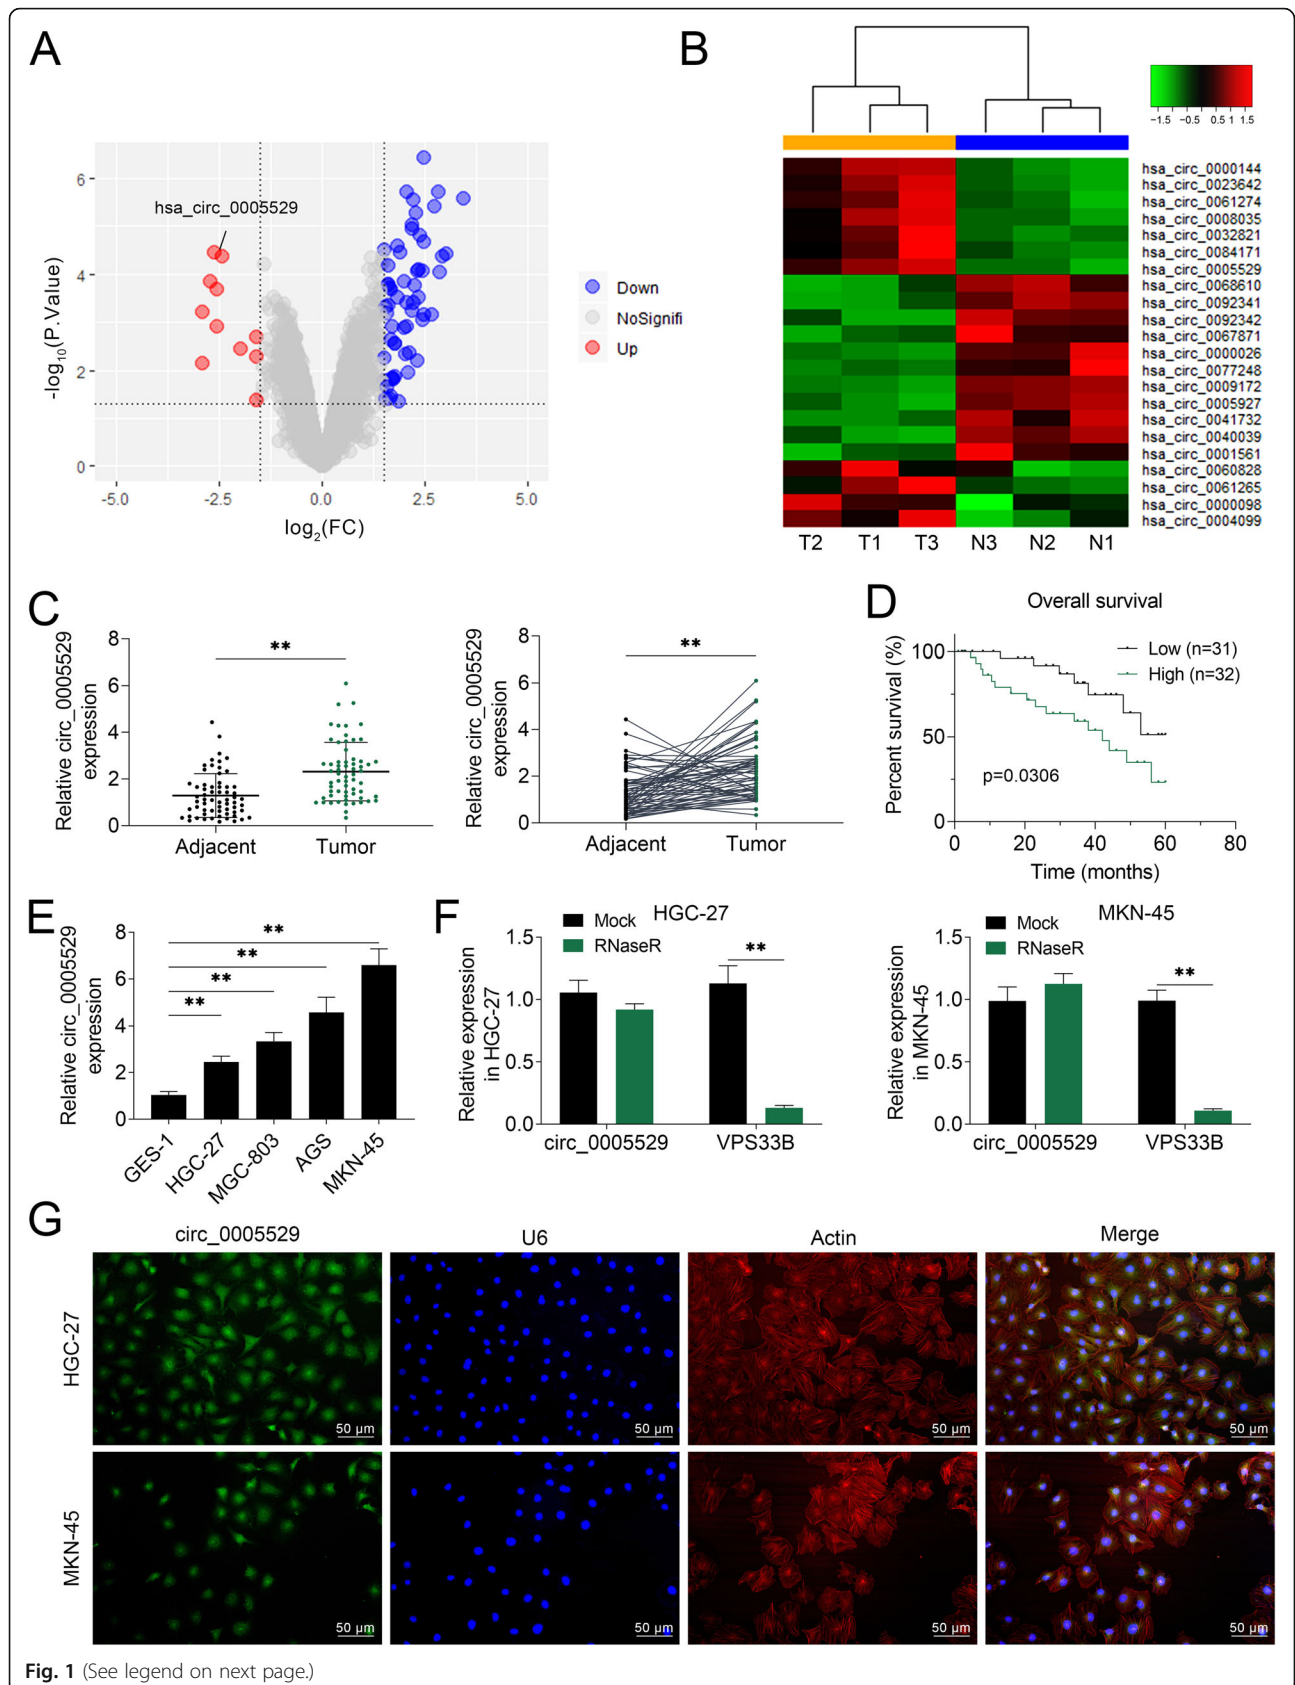 A
hsa_circ_0005529
-log10(P.Value)
6
4
2
0
-5.0
-2.5
0.0
2.5
5.0
log2(FC)
Down
NoSignifi
Up
B
−1.5
−0.5
0.5
1
1.5
hsa_circ_0000144
hsa_circ_0023642
hsa_circ_0061274
hsa_circ_0008035
hsa_circ_0032821
hsa_circ_0084171
hsa_circ_0005529
hsa_circ_0068610
hsa_circ_0092341
hsa_circ_0092342
hsa_circ_0067871
hsa_circ_0000026
hsa_circ_0077248
hsa_circ_0009172
hsa_circ_0005927
hsa_circ_0041732
hsa_circ_0040039
hsa_circ_0001561
hsa_circ_0060828
hsa_circ_0061265
hsa_circ_0000098
hsa_circ_0004099
T2 T1 T3 N3 N2 N1
C
Relative circ_0005529
expression
8
6
4
2
0
**
Adjacent Tumor
Relative circ_0005529
expression
8
6
4
2
0
**
Adjacent Tumor
D
Overall survival
Percent survival (%)
100
50
0
Low (n=31)
High (n=32)
p=0.0306
0 20 40 60 80
Time (months)
E
Relative circ_0005529
expression
8
6
4
2
0
**
**
**
**
GES-1
HGC-27
MGC-803
AGS
MKN-45
F
HGC-27
Mock
RNaseR
Relative expression
in HGC-27
1.5
1.0
0.5
0.0
**
circ_0005529 VPS33B
MKN-45
Mock
RNaseR
Relative expression
in MKN-45
1.5
1.0
0.5
0.0
**
circ_0005529 VPS33B
G
circ_0005529 U6 Actin Merge
HGC-27
50 µm 50 µm 50 µm 50 µm
MKN-45
50 µm 50 µm 50 µm 50 µm
Fig. 1 (See legend on next page.)